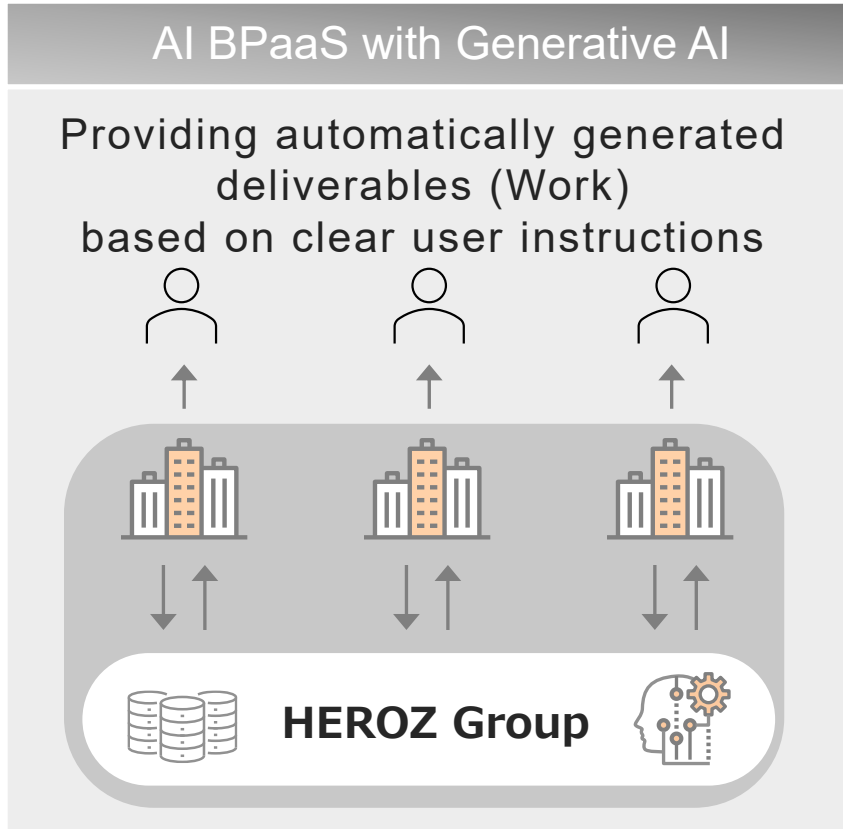 AI BPaaS with Generative AI
Providing automatically generated
deliverables (Work)
based on clear user instructions
HEROZ Group